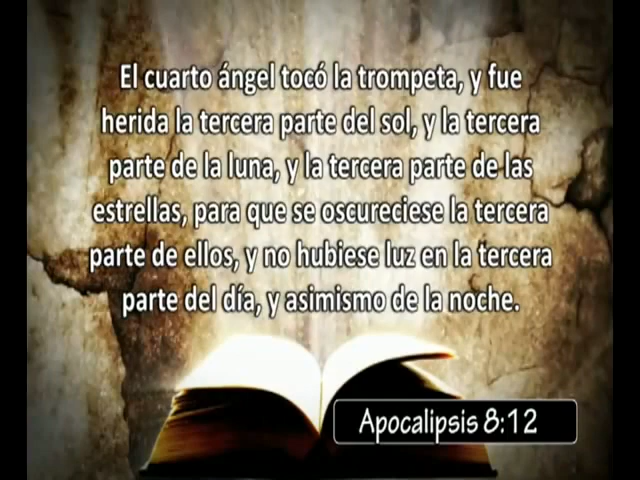 El cuarto ángel tocó la trompeta, y fue
herida la tercera parte del sol, y la tercera
parte de la luna, y la tercera parte de las
estrellas, para que se oscureciese la tercera
parte de ellos, y no hubiese luz en la tercera
parte del día, y asimismo de la noche.
Apocalipsis 8:12